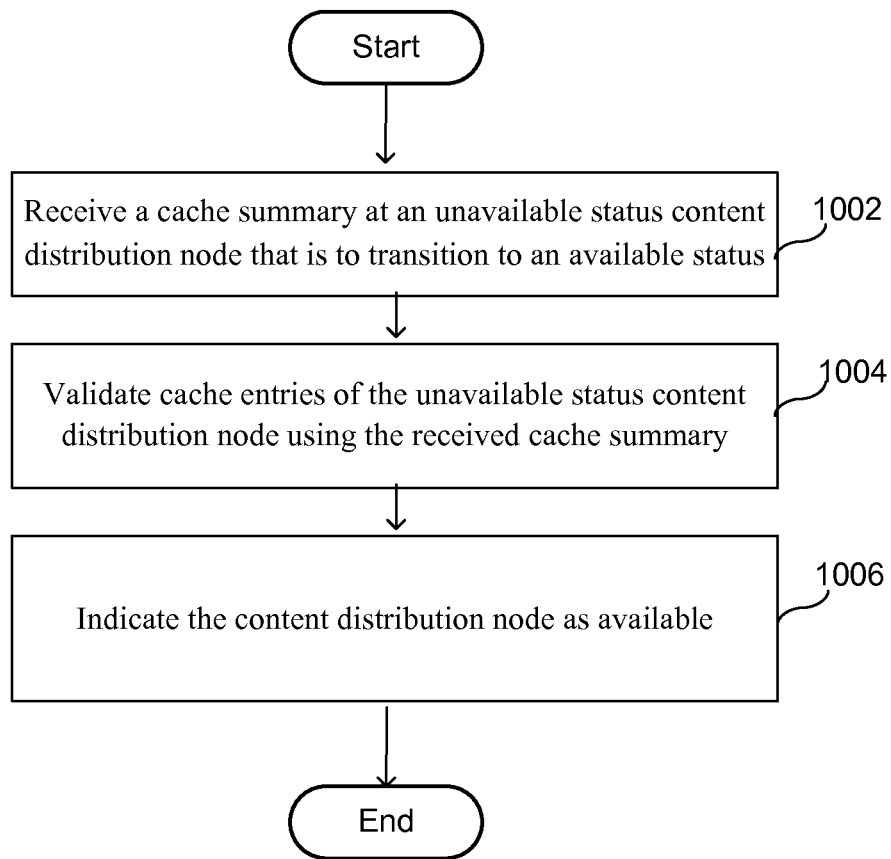 Start
Receive a cache summary at an unavailable status content
distribution node that is to transition to an available status
1002
Validate cache entries of the unavailable status content
distribution node using the received cache summary
1004
Indicate the content distribution node as available
1006
End